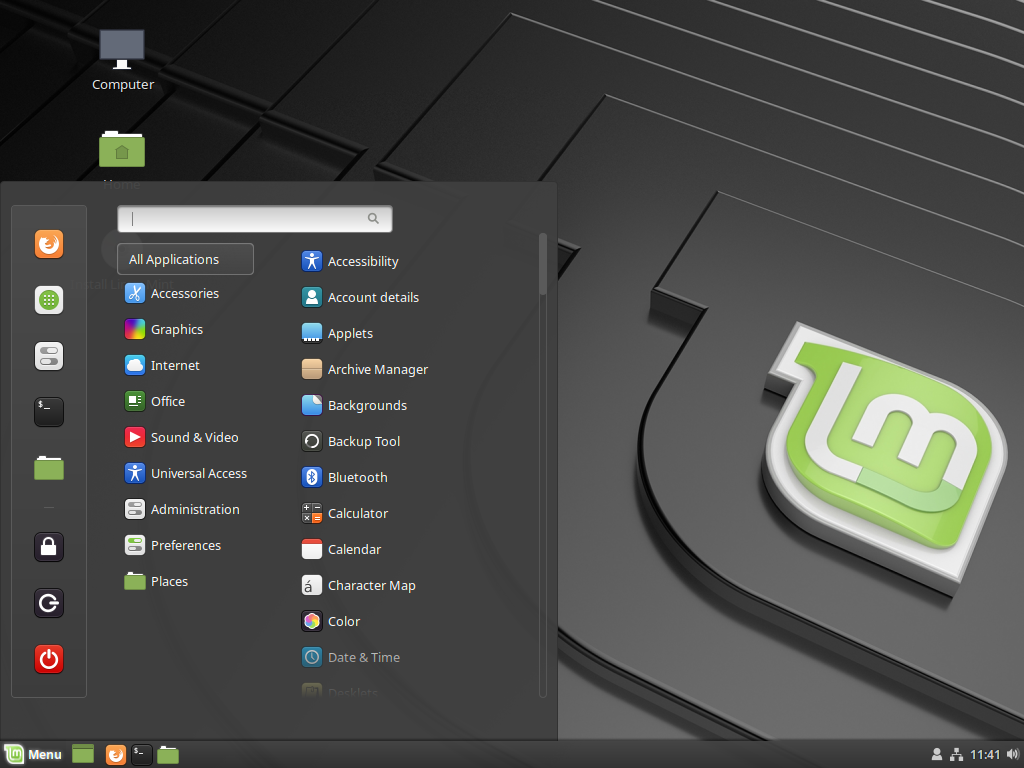 Computer
Home
All Applications
Accessories
Graphics
Internet
Office
Sound & Video
Universal Access
Administration
Preferences
Places
Accessibility
Account details
Applets
Archive Manager
Backgrounds
Backup Tool
Bluetooth
Calculator
Calendar
Character Map
Color
Date & Time
Desklets
Menu
11:41